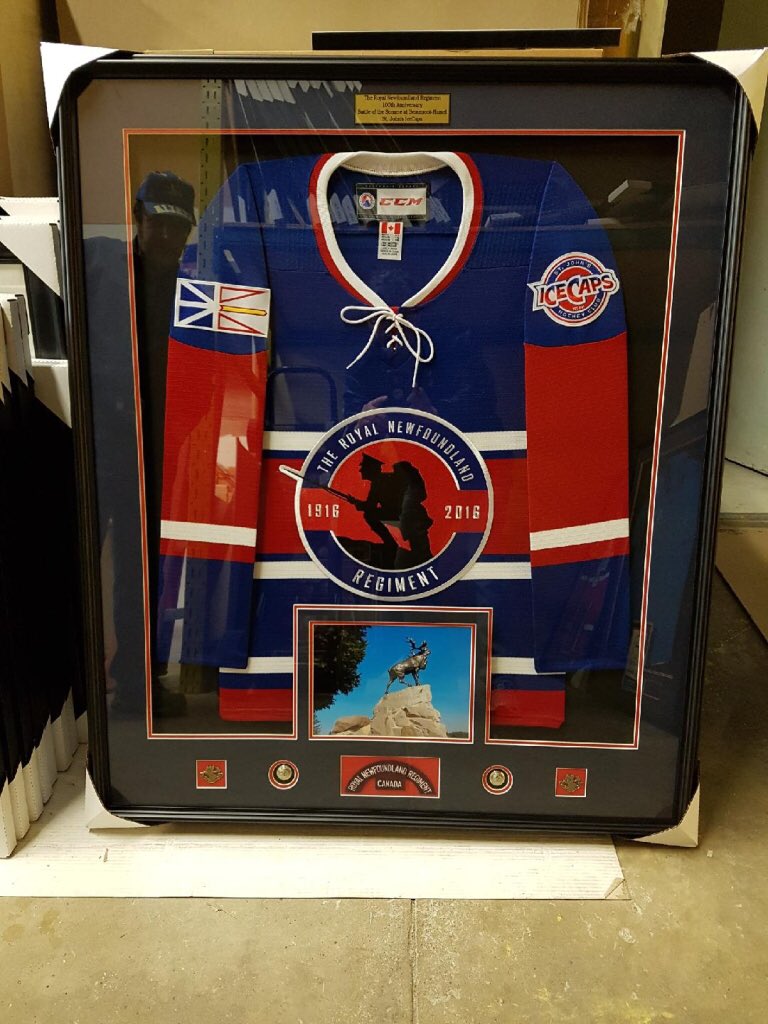 The Royal Newfoundland Regiment
100th Anniversary
Battle of the Somme at Beaumont-Hamel
St. John's IceCaps
CCM
ST. JOHN'S
ICECAPS
HOCKEY CLUB
THE ROYAL NEWFOUNDLAND
1916 2016
REGIMENT
ROYAL NEWFOUNDLAND REGIMENT
CANADA